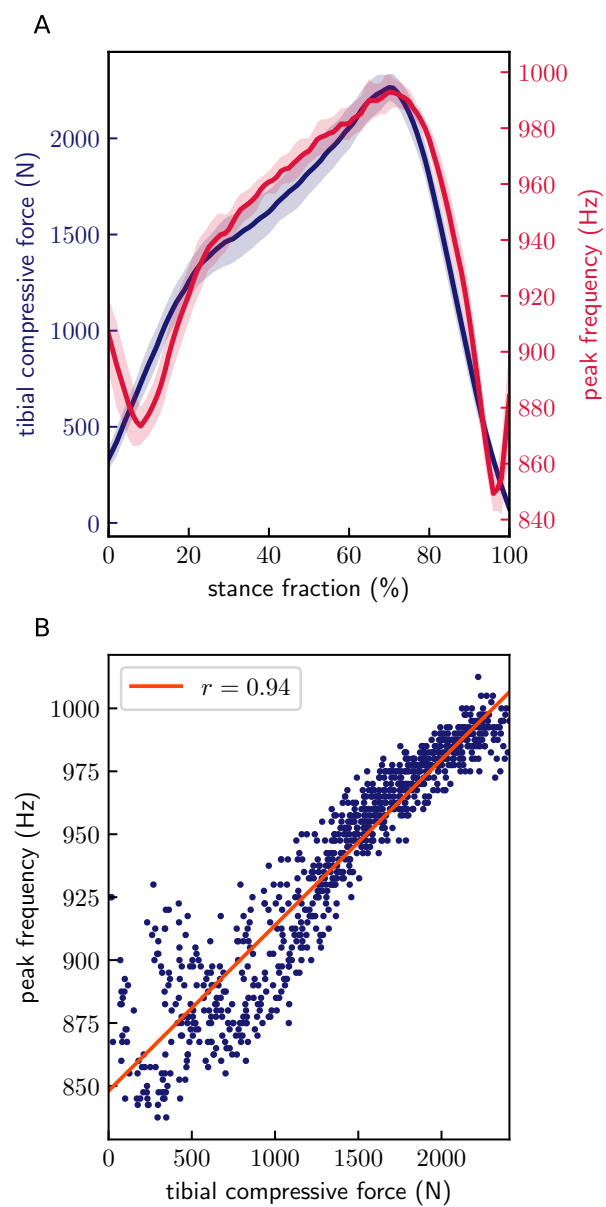 A
tibial compressive force (N)
2000
1500
1000
500
0
1000
980
960
940
920
900
880
860
840
peak frequency (Hz)
0 20 40 60 80 100
stance fraction (%)
B
r = 0.94
peak frequency (Hz)
1000
975
950
925
900
875
850
0 500 1000 1500 2000
tibial compressive force (N)